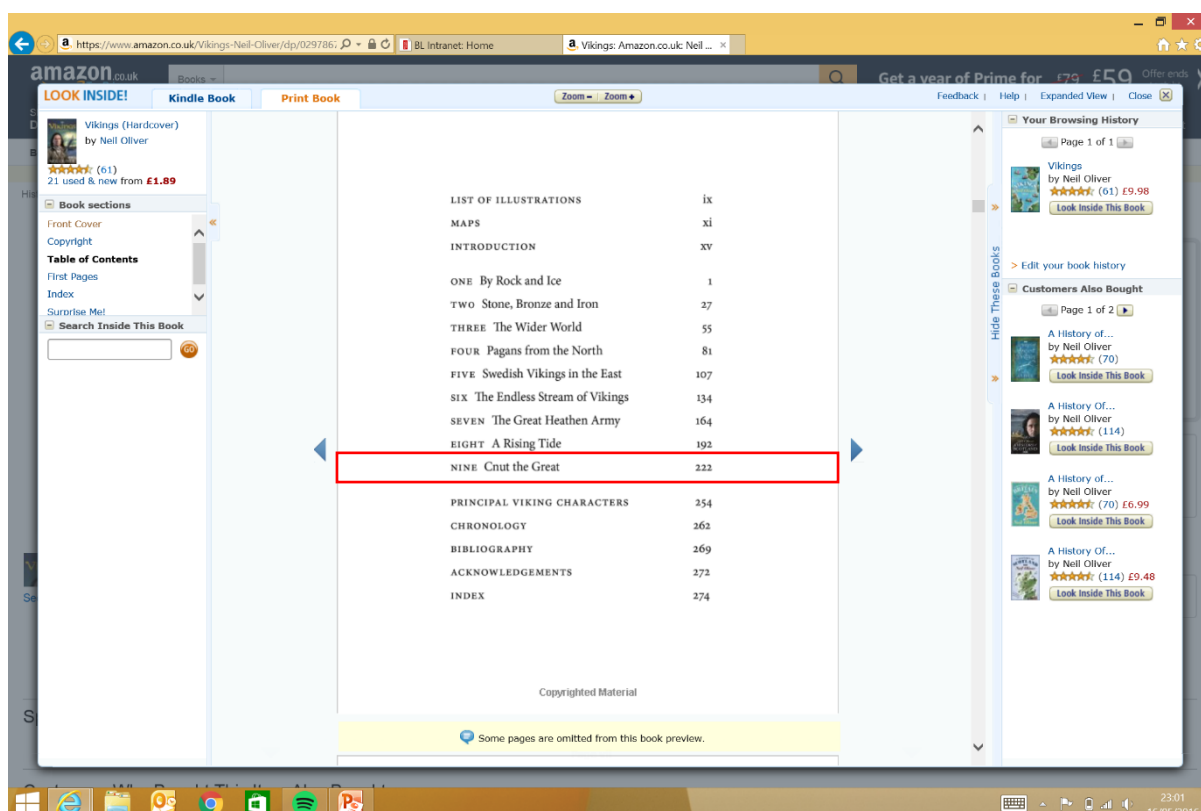 https://www.amazon.co.uk/Vikings-Neil-Oliver/dp/029786
BL Intranet: Home
Vikings: Amazon.co.uk: Neil ...
amazon.co.uk
Books
Get a year of Prime for £79 £59 Offer ends
LOOK INSIDE!
Kindle Book
Print Book
Zoom - Zoom +
Feedback | Help | Expanded View | Close
Vikings (Hardcover)
by Neil Oliver
(61)
21 used & new from £1.89
Book sections
Front Cover
Copyright
Table of Contents
First Pages
Index
Surprise Me!
Search Inside This Book
GO
LIST OF ILLUSTRATIONS ix
MAPS xi
INTRODUCTION xv
ONE By Rock and Ice 1
TWO Stone, Bronze and Iron 27
THREE The Wider World 55
FOUR Pagans from the North 81
FIVE Swedish Vikings in the East 107
SIX The Endless Stream of Vikings 134
SEVEN The Great Heathen Army 164
EIGHT A Rising Tide 192
NINE Cnut the Great 222
PRINCIPAL VIKING CHARACTERS 254
CHRONOLOGY 262
BIBLIOGRAPHY 269
ACKNOWLEDGEMENTS 272
INDEX 274
Copyrighted Material
Some pages are omitted from this book preview.
Hide These Books
Your Browsing History
Page 1 of 1
Vikings
by Neil Oliver
(61) £9.98
Look Inside This Book
> Edit your book history
Customers Also Bought
Page 1 of 2
A History of...
by Neil Oliver
(70)
Look Inside This Book
A History Of...
by Neil Oliver
(114)
Look Inside This Book
A History of...
by Neil Oliver
(70) £6.99
Look Inside This Book
A History Of...
by Neil Oliver
(114) £9.48
Look Inside This Book
23:01